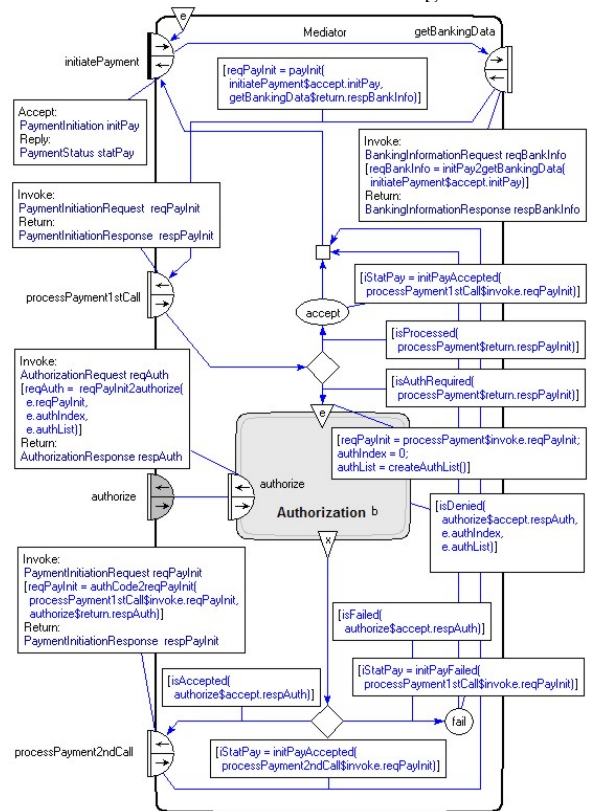 e
Mediator
getBankingData
initiatePayment
[reqPayInit = payInit(
initiatePayment$accept.initPay,
getBankingData$return.respBankInfo)]
Accept:
PaymentInitiation initPay
Reply:
PaymentStatus statPay
Invoke:
BankingInformationRequest reqBankInfo
[reqBankInfo = initPay2getBankingData(
initiatePayment$accept.initPay)]
Return:
BankingInformationResponse respBankInfo
Invoke:
PaymentInitiationRequest reqPayInit
Return:
PaymentInitiationResponse respPayInit
processPayment1stCall
[iStatPay = initPayAccepted(
processPayment1stCall$invoke.reqPayInit)]
accept
[isProcessed(
processPayment$return.respPayInit)]
[isAuthRequired(
processPayment$return.respPayInit)]
Invoke:
AuthorizationRequest reqAuth
[reqAuth = reqPayInit2authorize(
e.reqPayInit,
e.authIndex,
e.authList)]
Return:
AuthorizationResponse respAuth
e
[reqPayInit = processPayment$invoke.reqPayInit;
authIndex = 0;
authList = createAuthList()]
authorize
authorize
Authorization b
[isDenied(
authorize$accept.respAuth,
e.authIndex,
e.authList)]
x
Invoke:
PaymentInitiationRequest reqPayInit
[reqPayInit = authCode2reqPayInit(
processPayment1stCall$invoke.reqPayInit,
authorize$return.respAuth)]
Return:
PaymentInitiationResponse respPayInit
[isFailed(
authorize$accept.respAuth)]
[isAccepted(
authorize$accept.respAuth)]
[iStatPay = initPayFailed(
processPayment1stCall$invoke.reqPayInit)]
fail
processPayment2ndCall
[iStatPay = initPayAccepted(
processPayment2ndCall$invoke.reqPayInit)]